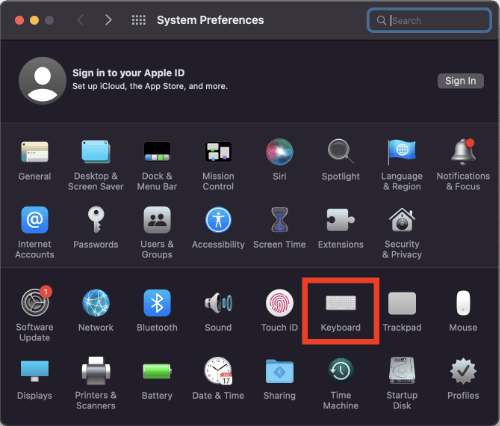 System Preferences
Search
Sign in to your Apple ID
Set up iCloud, the App Store, and more.
Sign In
General
Desktop &
Screen Saver
Dock &
Menu Bar
Mission
Control
Siri
Spotlight
Language
& Region
Notifications
& Focus
Internet
Accounts
Passwords
Users &
Groups
Accessibility
Screen Time
Extensions
Security
& Privacy
1
Software
Update
Network
Bluetooth
Sound
Touch ID
Keyboard
Trackpad
Mouse
Displays
Printers &
Scanners
Battery
JUL
17
Date & Time
Sharing
Time
Machine
Startup
Disk
Profiles